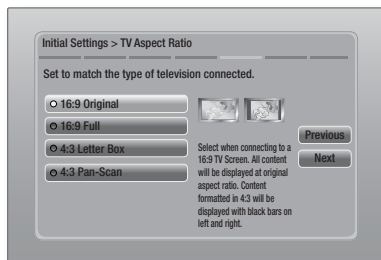 Initial Settings > TV Aspect Ratio
Set to match the type of television connected.
16:9 Original
16:9 Full
4:3 Letter Box
4:3 Pan-Scan
Select when connecting to a
16:9 TV Screen. All content
will be displayed at original
aspect ratio. Content
formatted in 4:3 will be
displayed with black bars on
left and right.
Previous
Next